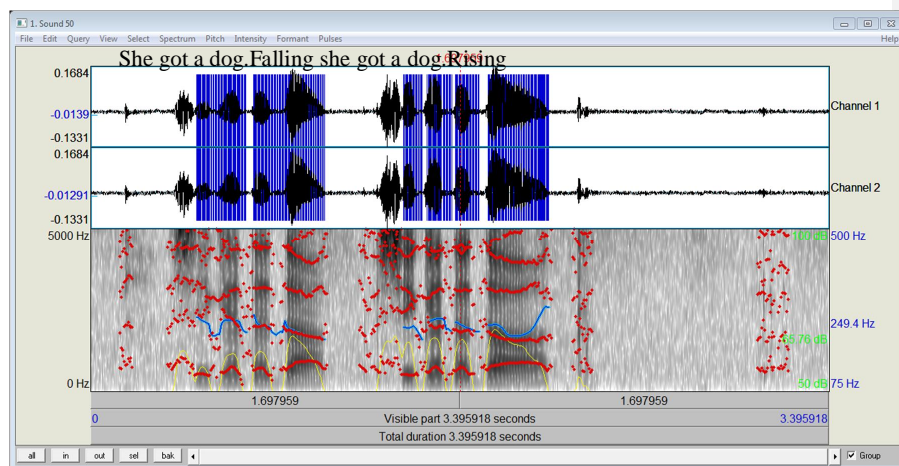 1. Sound 50
File Edit Query View Select Spectrum Pitch Intensity Formant Pulses Help
She got a dog.Falling she got a dog.Rising
1.697959
0.1684
-0.0139
-0.1331
Channel 1
0.1684
-0.01291
-0.1331
Channel 2
5000 Hz
100 dB 500 Hz
249.4 Hz
55.76 dB
0 Hz
50 dB 75 Hz
1.697959 1.697959
0 Visible part 3.395918 seconds 3.395918
Total duration 3.395918 seconds
all in out sel bak Group